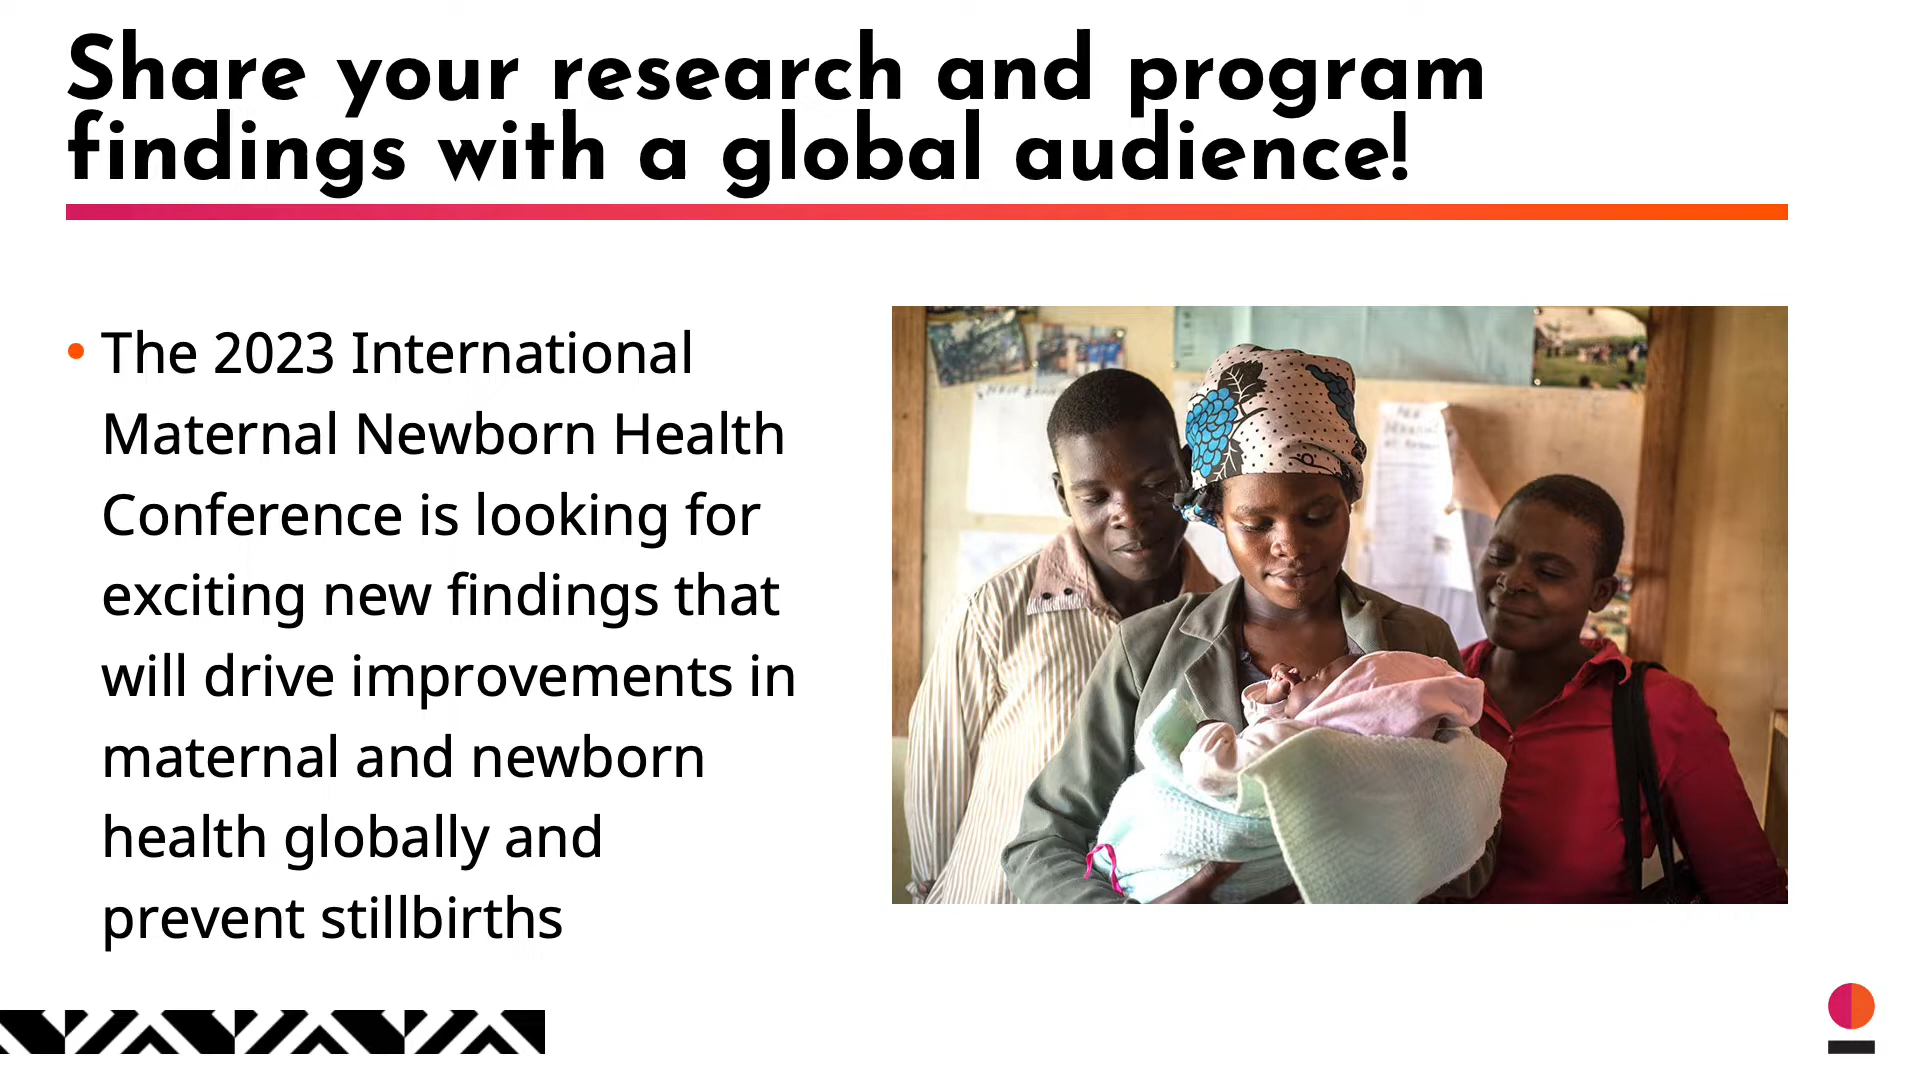 Share your research and program
findings with a global audience!
• The 2023 International
Maternal Newborn Health
Conference is looking for
exciting new findings that
will drive improvements in
maternal and newborn
health globally and
prevent stillbirths